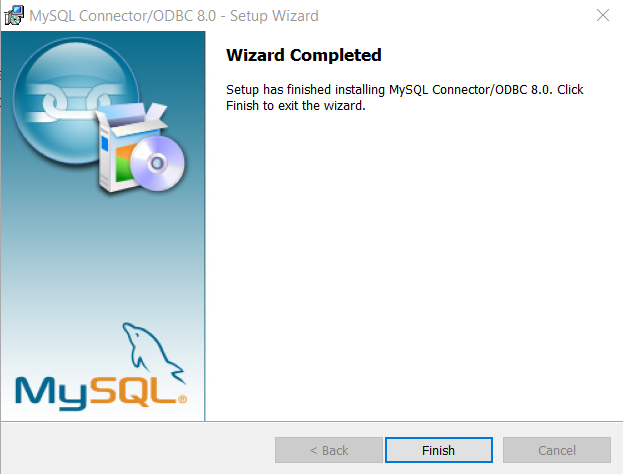 MySQL Connector/ODBC 8.0 - Setup Wizard
Wizard Completed
Setup has finished installing MySQL Connector/ODBC 8.0. Click
Finish to exit the wizard.
MySQL®
< Back
Finish
Cancel